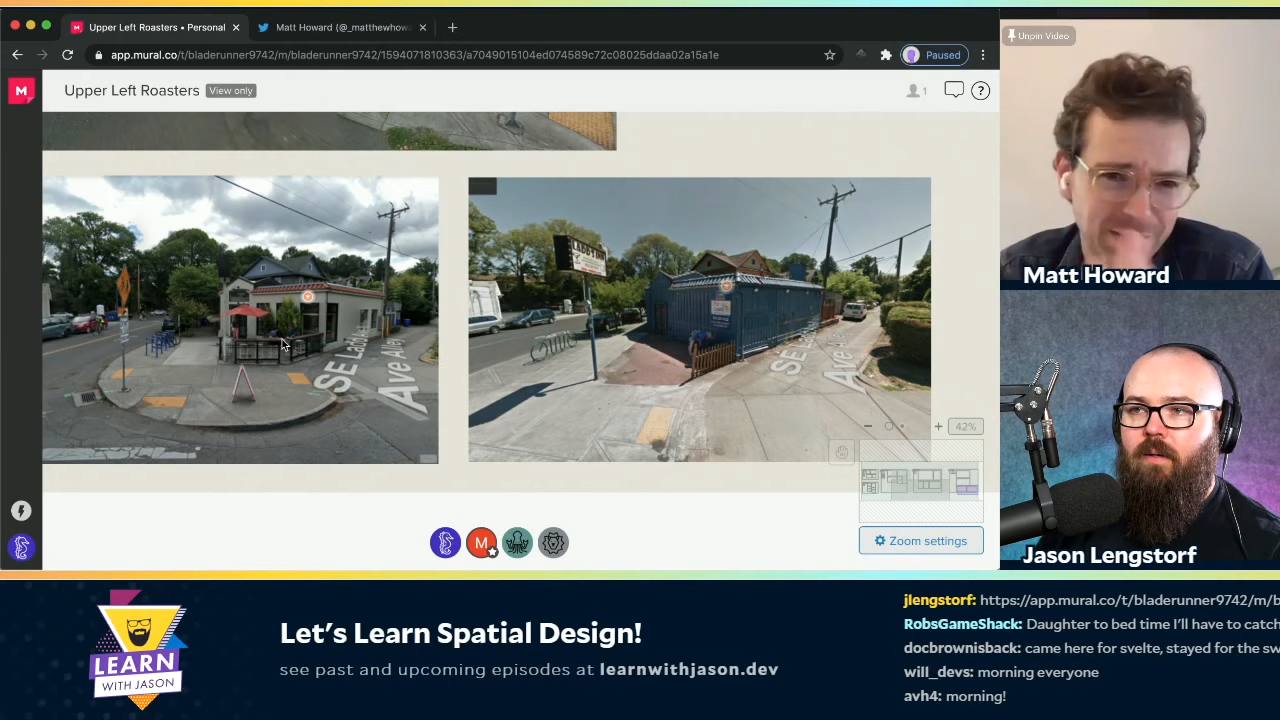 Upper Left Roasters • Personal
Matt Howard (@_matthewhow
app.mural.co/t/bladerunner9742/m/bladerunner9742/1594071810363/a7049015104ed074589c72c08025ddaa02a15a1e
Paused
Unpin Video
M
Upper Left Roasters
View only
1
?
SE Ladd
Ave Alley
SE Ladd
Ave Alley
Matt Howard
42%
M
Zoom settings
Jason Lengstorf
LEARN
WITH JASON
Let's Learn Spatial Design!
see past and upcoming episodes at learnwithjason.dev
jlengstorf: https://app.mural.co/t/bladerunner9742/m/b
RobsGameShack: Daughter to bed time I'll have to catch
docbrownisback: came here for svelte, stayed for the sw
will_devs: morning everyone
avh4: morning!